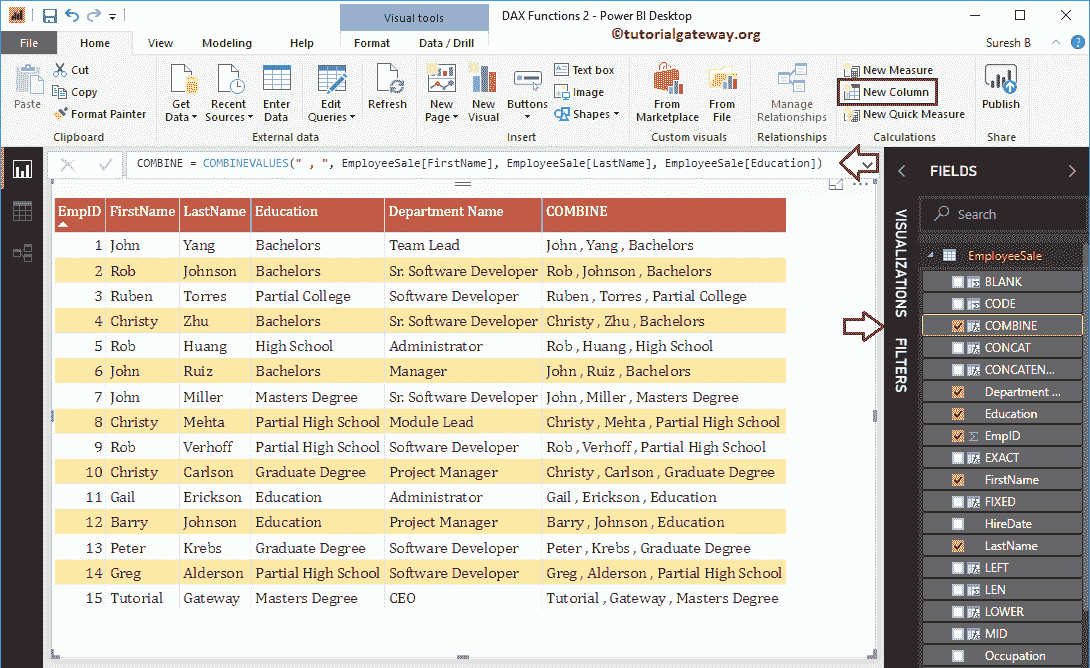 Visual tools
DAX Functions 2 - Power BI Desktop
©tutorialgateway.org
File Home View Modeling Help Format Data / Drill Suresh B
Paste
Cut
Copy
Format Painter
Clipboard
Get Data
Recent Sources
Enter Data
Edit Queries
External data
Refresh
New Page
New Visual
Buttons
Text box
Image
Shapes
Insert
From Marketplace
From File
Custom visuals
Manage Relationships
Relationships
New Measure
New Column
New Quick Measure
Calculations
Publish
Share
COMBINE = COMBINEVALUES(" , ", EmployeeSale[FirstName], EmployeeSale[LastName], EmployeeSale[Education])
EmpID FirstName LastName Education Department Name COMBINE
1 John Yang Bachelors Team Lead John , Yang , Bachelors
2 Rob Johnson Bachelors Sr. Software Developer Rob , Johnson , Bachelors
3 Ruben Torres Partial College Software Developer Ruben , Torres , Partial College
4 Christy Zhu Bachelors Sr. Software Developer Christy , Zhu , Bachelors
5 Rob Huang High School Administrator Rob , Huang , High School
6 John Ruiz Bachelors Manager John , Ruiz , Bachelors
7 John Miller Masters Degree Sr. Software Developer John , Miller , Masters Degree
8 Christy Mehta Partial High School Module Lead Christy , Mehta , Partial High School
9 Rob Verhoff Partial High School Software Developer Rob , Verhoff , Partial High School
10 Christy Carlson Graduate Degree Project Manager Christy , Carlson , Graduate Degree
11 Gail Erickson Education Administrator Gail , Erickson , Education
12 Barry Johnson Education Project Manager Barry , Johnson , Education
13 Peter Krebs Graduate Degree Software Developer Peter , Krebs , Graduate Degree
14 Greg Alderson Partial High School Software Developer Greg , Alderson , Partial High School
15 Tutorial Gateway Masters Degree CEO Tutorial , Gateway , Masters Degree
VISUALIZATIONS
FILTERS
FIELDS
Search
EmployeeSale
BLANK
CODE
COMBINE
CONCAT
CONCATEN...
Department ...
Education
EmpID
EXACT
FirstName
FIXED
HireDate
LastName
LEFT
LEN
LOWER
MID
Occupation